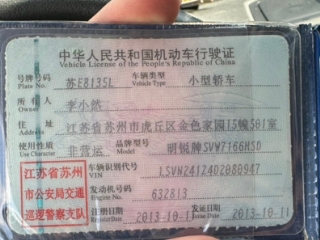 中华人民共和国机动车行驶证
Vehicle License of the People's Republic of China
号牌号码 苏E8135L 车辆类型 小型轿车
Plate No. Vehicle Type
所有人 李小然
Owner
住址 江苏省苏州市虎丘区金色家园15幢501室
Address
使用性质 非营运 品牌型号 明锐牌SVW7166HSD
Use Character Model
江苏省苏州 车辆识别代号
市公安局交通 VIN
巡逻警察支队 发动机号码 632813
Engine No.
注册日期 2013-10-11 发证日期 2013-10-11
Register Date Issue Date